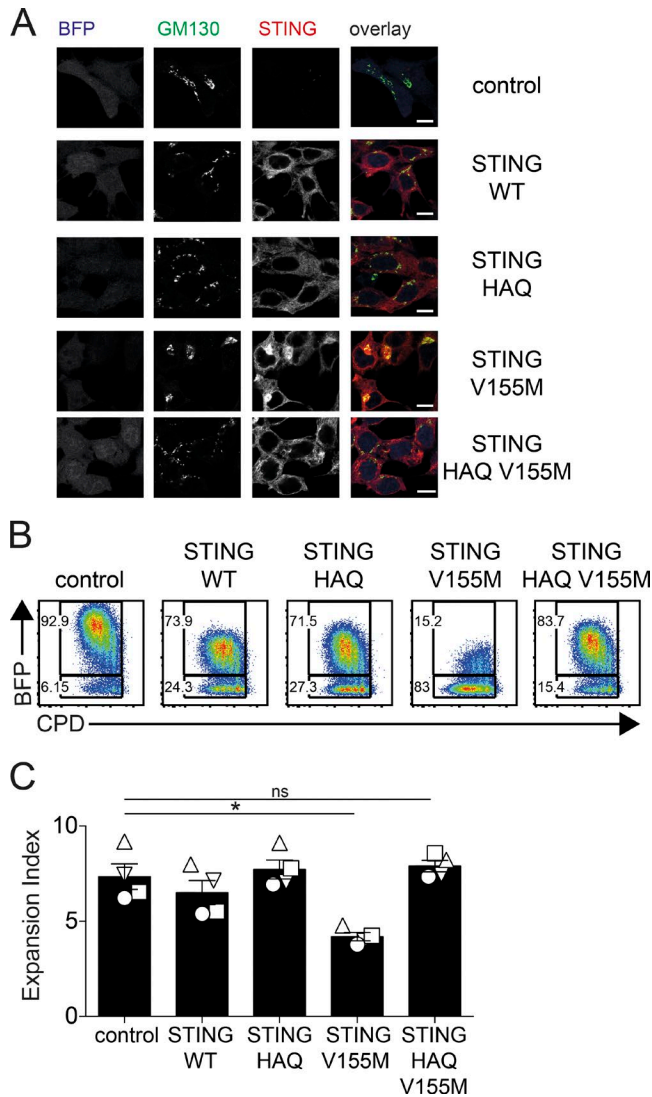 A
BFP GM130 STING overlay
control
STING
WT
STING
HAQ
STING
V155M
STING
HAQ V155M
B
control
STING
WT
STING
HAQ
STING
V155M
STING
HAQ V155M
BFP
92.9
6.15
73.9
24.3
71.5
27.3
15.2
83
83.7
15.4
CPD
C
ns
*
Expansion Index
10
5
0
control
STING
WT
STING
HAQ
STING
V155M
STING
HAQ
V155M